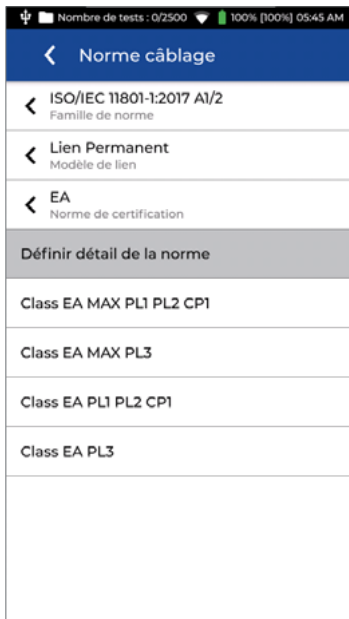 Nombre de tests : 0/2500 100% [100%] 05:45 AM
Norme câblage
ISO/IEC 11801-1:2017 A1/2
Famille de norme
Lien Permanent
Modèle de lien
EA
Norme de certification
Définir détail de la norme
Class EA MAX PL1 PL2 CP1
Class EA MAX PL3
Class EA PL1 PL2 CP1
Class EA PL3